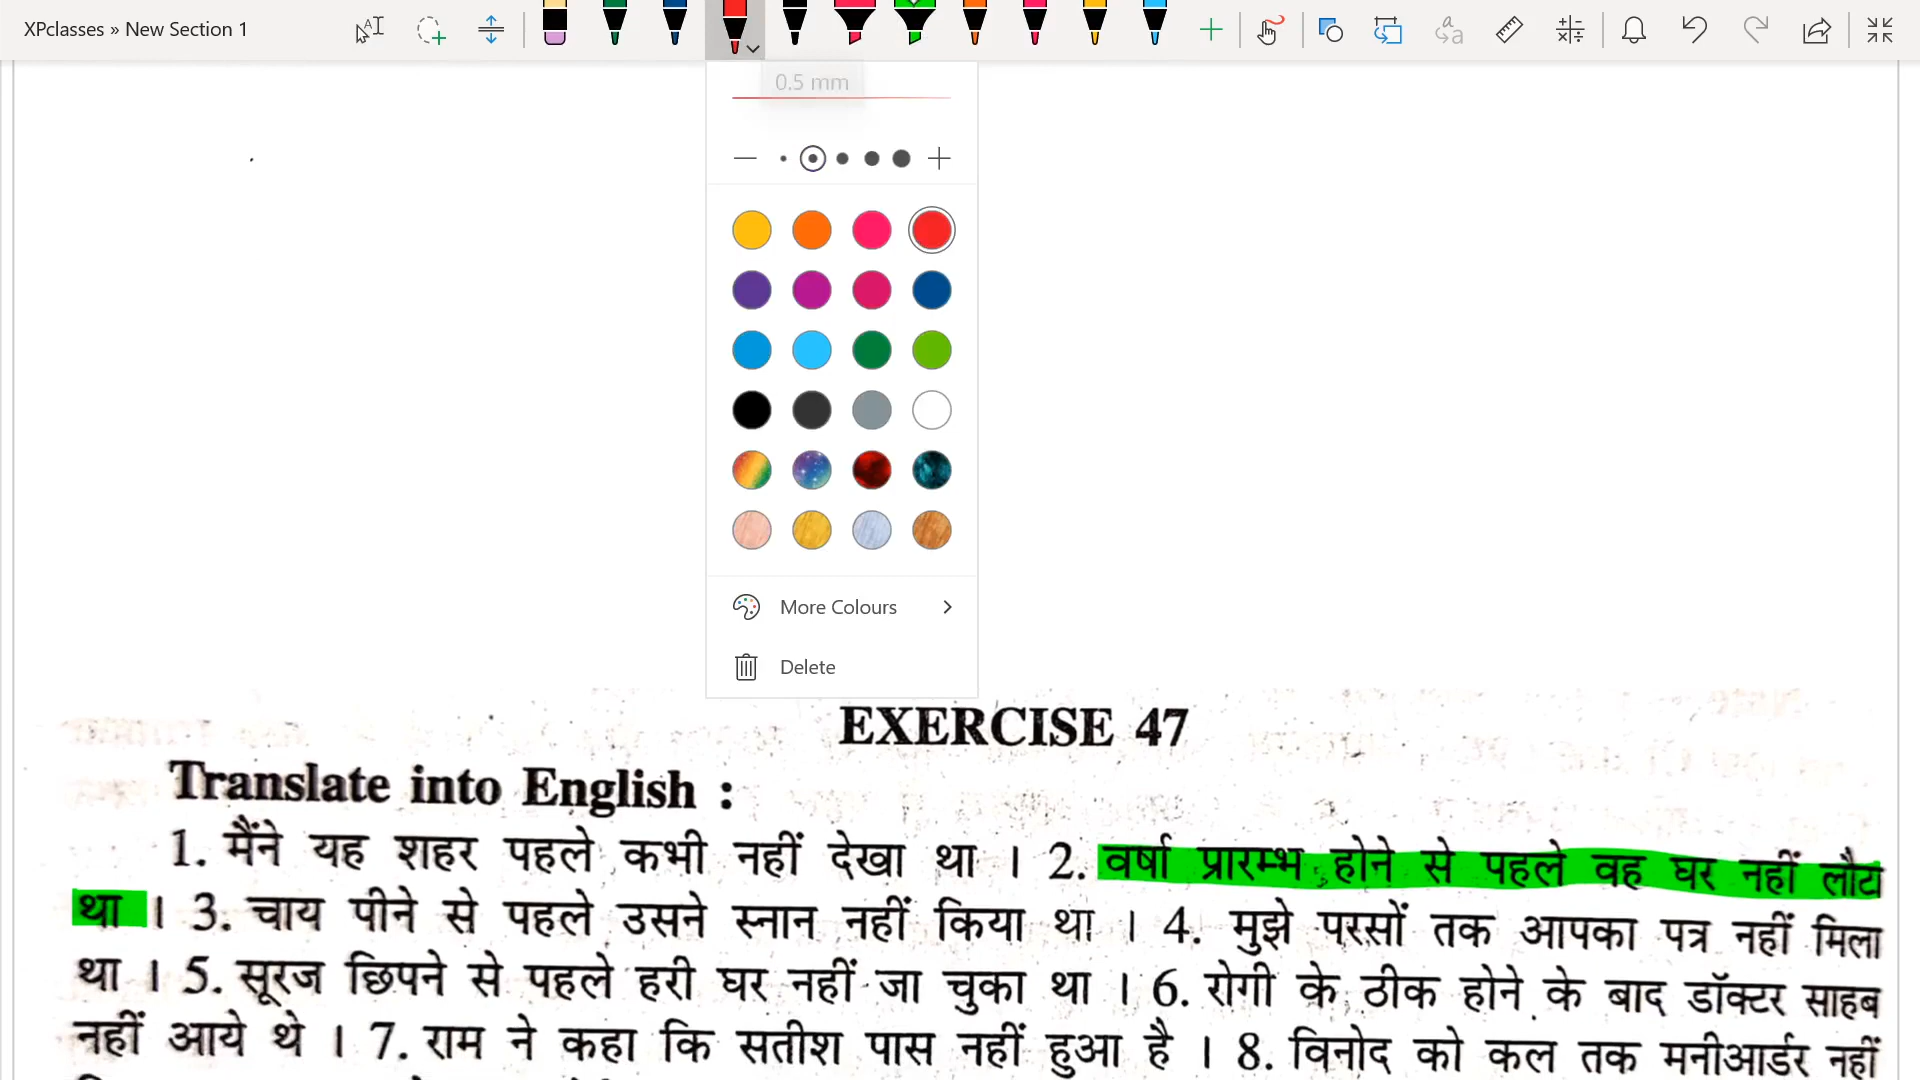 XPclasses » New Section 1
0.5 mm
More Colours
Delete
EXERCISE 47
Translate into English :
1. मैंने यह शहर पहले कभी नहीं देखा था । 2. वर्षा प्रारम्भ होने से पहले वह घर नहीं लौटा
था । 3. चाय पीने से पहले उसने स्नान नहीं किया था । 4. मुझे परसों तक आपका पत्र नहीं मिला
था । 5. सूरज छिपने से पहले हरी घर नहीं जा चुका था । 6. रोगी के ठीक होने के बाद डॉक्टर साहब
नहीं आये थे । 7. राम ने कहा कि सतीश पास नहीं हुआ है । 8. विनोद को कल तक मनीआर्डर नहीं